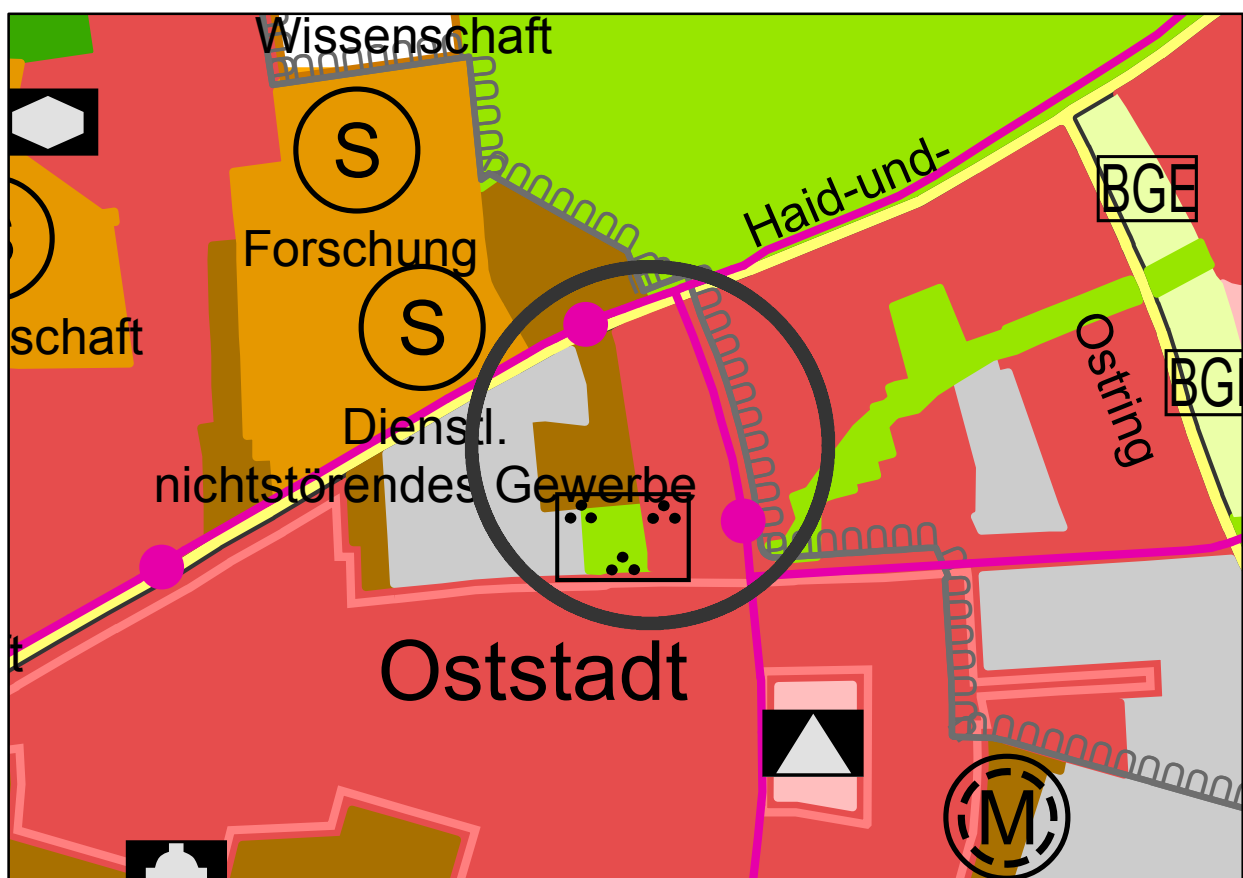 Wissenschaft
S
Haid-und-
BGE
Forschung
S
schaft
Ostring
BGE
Dienstl.
nichtstörendes Gewerbe
Oststadt
M